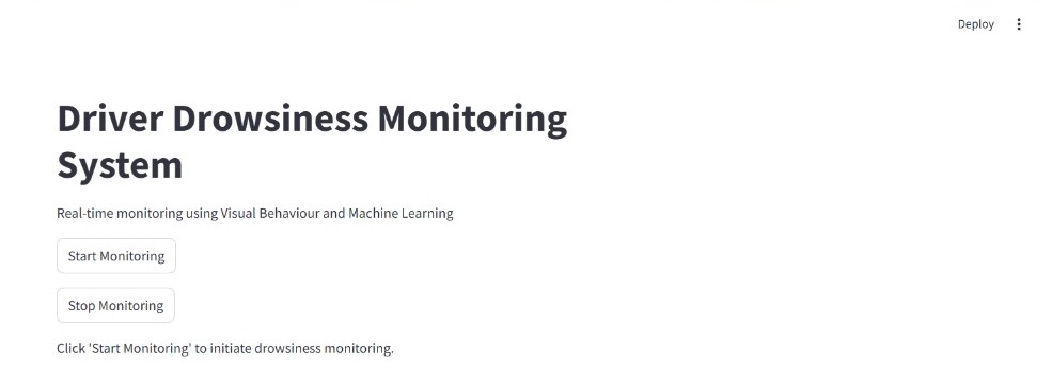 Deploy
Driver Drowsiness Monitoring
System
Real-time monitoring using Visual Behaviour and Machine Learning
Start Monitoring
Stop Monitoring
Click 'Start Monitoring' to initiate drowsiness monitoring.